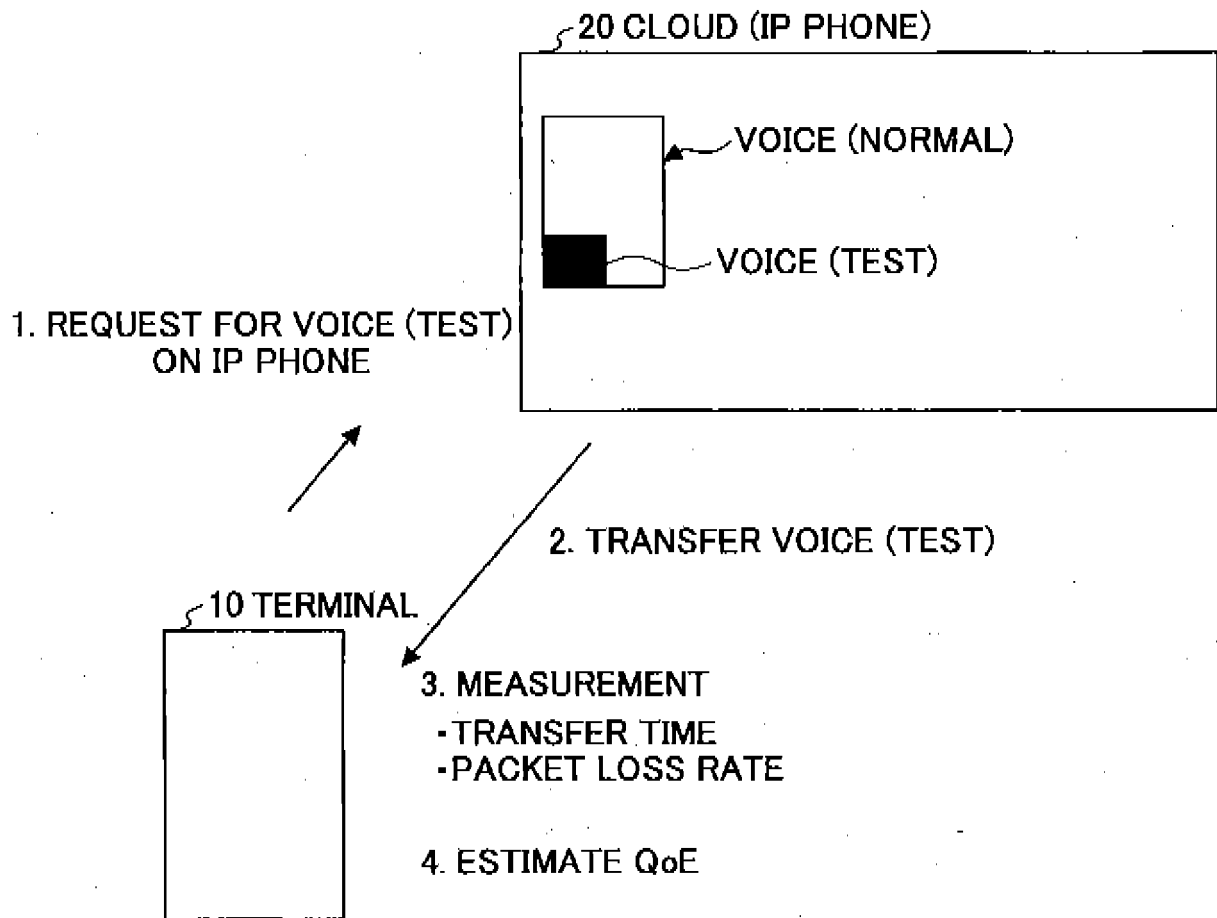 20 CLOUD (IP PHONE)
VOICE (NORMAL)
VOICE (TEST)
1. REQUEST FOR VOICE (TEST)
ON IP PHONE
2. TRANSFER VOICE (TEST)
10 TERMINAL
3. MEASUREMENT
-TRANSFER TIME
-PACKET LOSS RATE
4. ESTIMATE QoE